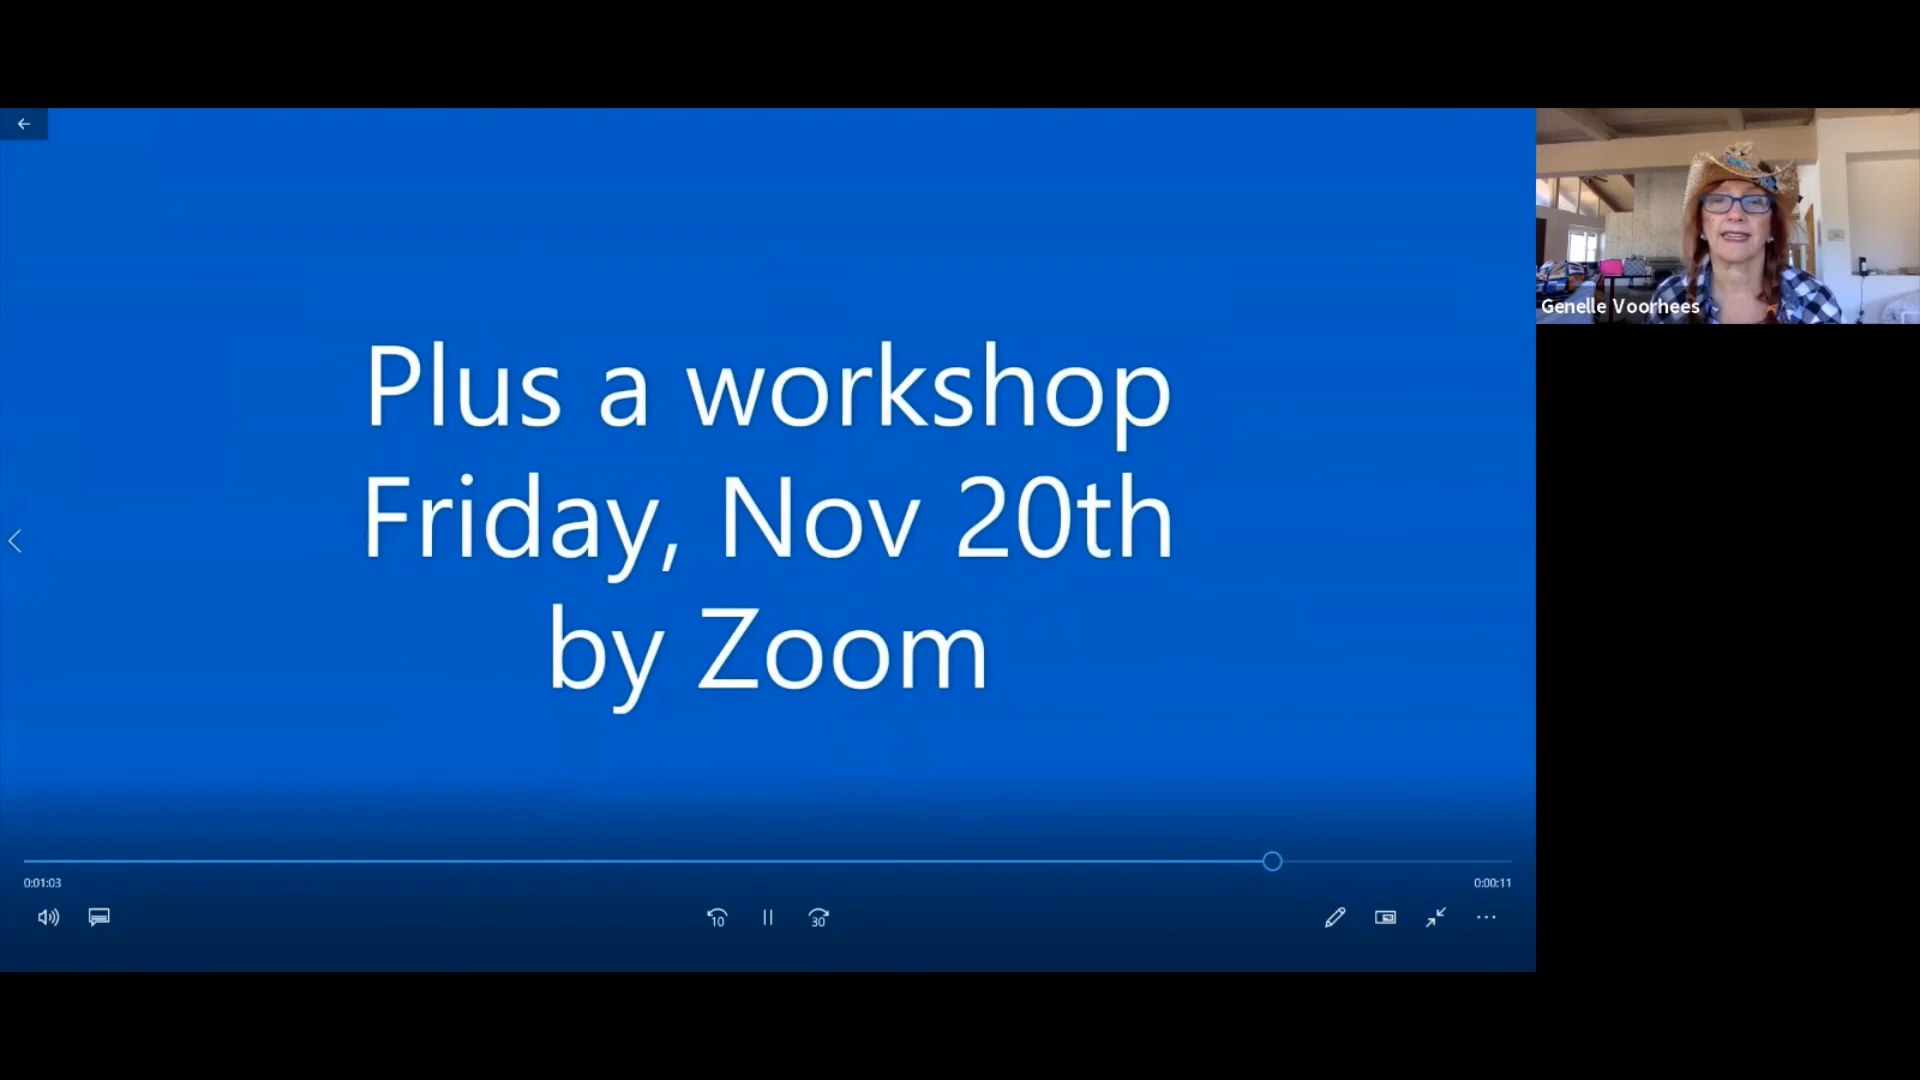 Plus a workshop
Friday, Nov 20th
by Zoom
Genelle Voorhees
0:01:03
0:00:11
10
30